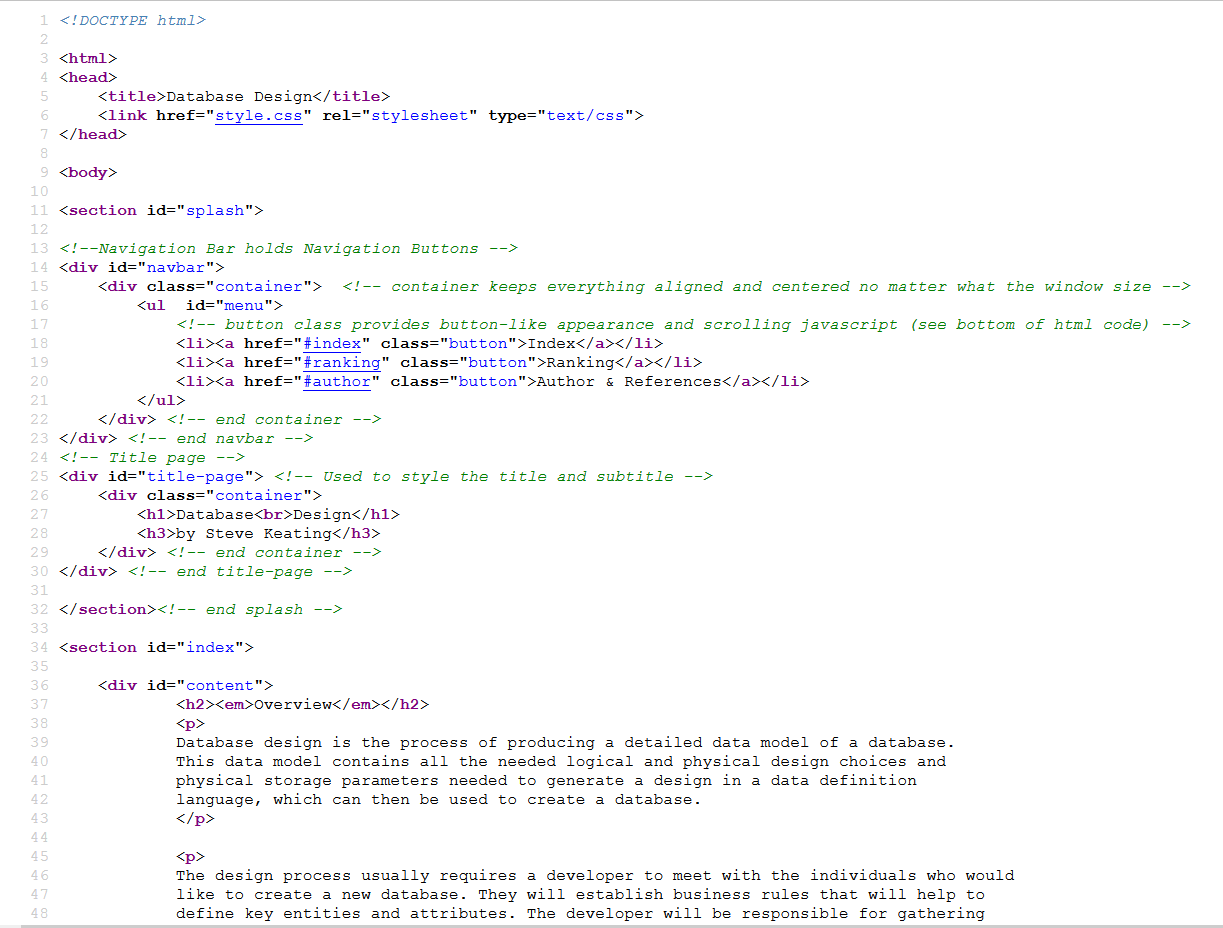 1 <!DOCTYPE html>
2
3 <html>
4 <head>
5     <title>Database Design</title>
6     <link href="style.css" rel="stylesheet" type="text/css">
7 </head>
8
9 <body>
10
11 <section id="splash">
12
13 <!--Navigation Bar holds Navigation Buttons -->
14 <div id="navbar">
15     <div class="container">  <!-- container keeps everything aligned and centered no matter what the window size -->
16         <ul  id="menu">
17             <!-- button class provides button-like appearance and scrolling javascript (see bottom of html code) -->
18             <li><a href="#index" class="button">Index</a></li>
19             <li><a href="#ranking" class="button">Ranking</a></li>
20             <li><a href="#author" class="button">Author & References</a></li>
21         </ul>
22     </div> <!-- end container -->
23 </div> <!-- end navbar -->
24 <!-- Title page -->
25 <div id="title-page"> <!-- Used to style the title and subtitle -->
26     <div class="container">
27         <h1>Database<br>Design</h1>
28         <h3>by Steve Keating</h3>
29     </div> <!-- end container -->
30 </div> <!-- end title-page -->
31
32 </section><!-- end splash -->
33
34 <section id="index">
35
36     <div id="content">
37             <h2><em>Overview</em></h2>
38             <p>
39             Database design is the process of producing a detailed data model of a database.
40             This data model contains all the needed logical and physical design choices and
41             physical storage parameters needed to generate a design in a data definition
42             language, which can then be used to create a database.
43             </p>
44
45             <p>
46             The design process usually requires a developer to meet with the individuals who would
47             like to create a new database. They will establish business rules that will help to
48             define key entities and attributes. The developer will be responsible for gathering